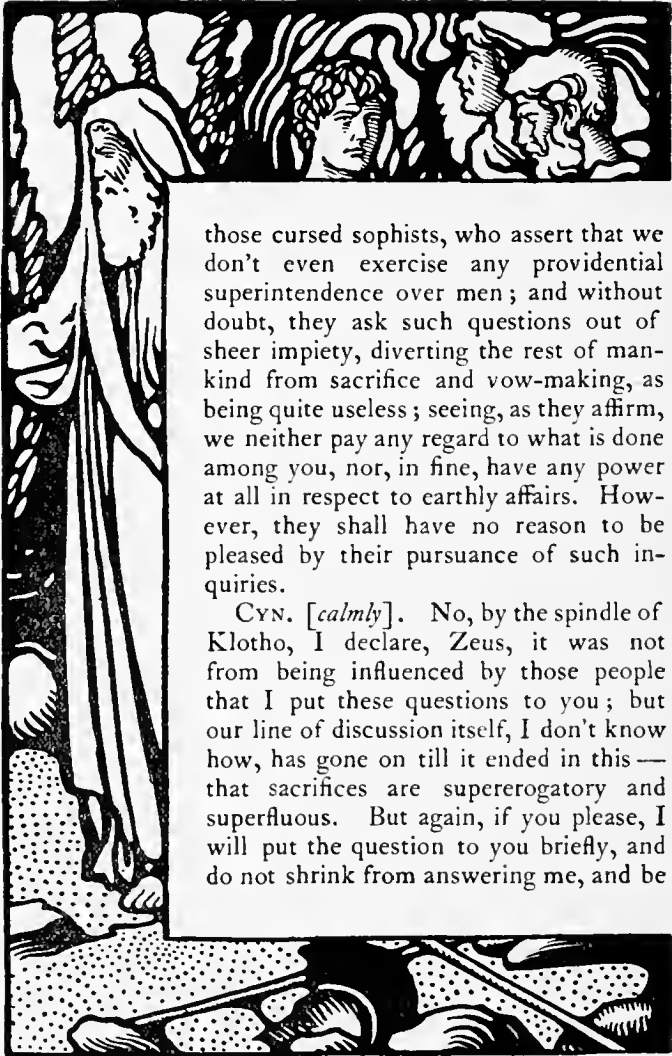 those cursed sophists, who assert that we
don't even exercise any providential
superintendence over men ; and without
doubt, they ask such questions out of
sheer impiety, diverting the rest of man-
kind from sacrifice and vow-making, as
being quite useless ; seeing, as they affirm,
we neither pay any regard to what is done
among you, nor, in fine, have any power
at all in respect to earthly affairs. How-
ever, they shall have no reason to be
pleased by their pursuance of such in-
quiries.
CYN. [calmly]. No, by the spindle of
Klotho, I declare, Zeus, it was not
from being influenced by those people
that I put these questions to you ; but
our line of discussion itself, I don't know
how, has gone on till it ended in this —
that sacrifices are supererogatory and
superfluous. But again, if you please, I
will put the question to you briefly, and
do not shrink from answering me, and be